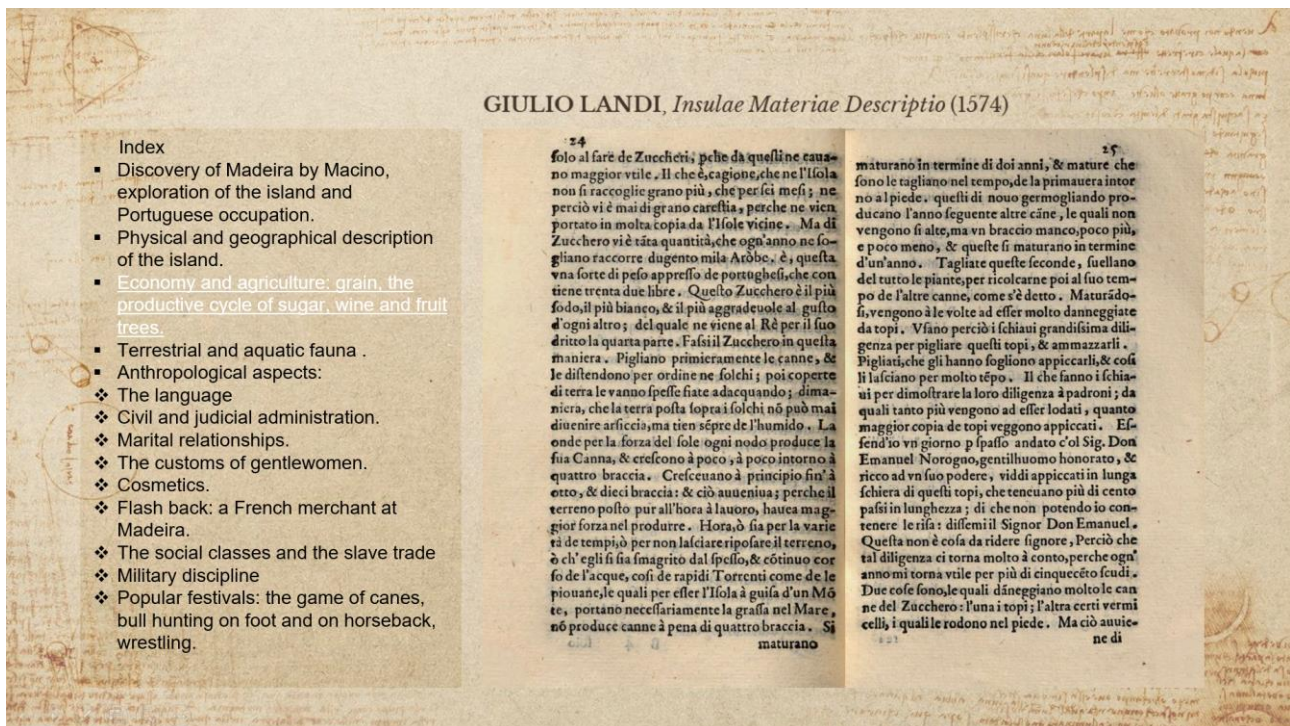 GIULIO LANDI, Insulae Materiae Descriptio (1574)
Index
▪ Discovery of Madeira by Macino,
exploration of the island and
Portuguese occupation.
▪ Physical and geographical description
of the island.
▪ Economy and agriculture: grain, the
productive cycle of sugar, wine and fruit
trees.
▪ Terrestrial and aquatic fauna .
▪ Anthropological aspects:
❖ The language
❖ Civil and judicial administration.
❖ Marital relationships.
❖ The customs of gentlewomen.
❖ Cosmetics.
❖ Flash back: a French merchant at
Madeira.
❖ The social classes and the slave trade
❖ Military discipline
❖ Popular festivals: the game of canes,
bull hunting on foot and on horseback,
wrestling.
24
ſolo al fare de Zuccheri; pche da queſti ne caua-
no maggior vtile. Il che è, cagione, che ne l'Iſola
non ſi raccoglie grano più, che per ſei meſi; ne
perciò vi è mai di grano careſtia, perche ne vien
portato in molta copia da l'Iſole vicine. Ma di
Zucchero vi è tãta quantità, che ogn'anno ne ſo-
gliano raccorre dugento mila Aròbe. è, queſta
vna ſorte di peſo appreſſo de portugheſi, che con
tiene trenta due libre. Queſto Zucchero è il più
ſodo, il più bianco, & il più aggradeuole al guſto
d'ogni altro; del quale ne viene al Rè per il ſuo
dritto la quarta parte. Faſſi il Zucchero in queſta
maniera. Pigliano primieramente le canne, &
le diſtendono per ordine ne ſolchi; poi coperte
di terra le vanno ſpeſſe fiate adacquando; dima-
niera, che la terra poſta ſopra i ſolchi nõ può mai
diuenire arſiccia, ma tien sẽpre de l'humido. La
onde per la forza del ſole ogni nodo produce la
ſua Canna, & creſcono à poco, à poco intorno à
quattro braccia. Creſceuano à principio fin'à
otto, & dieci braccia: & ciò auueniua; perche il
terreno poſto pur all'hora à lauoro, hauea mag-
gior forza nel produrre. Hora, ò ſia per la varie
tà de tempi, ò per non laſciare ripoſare il terreno,
ò ch'egli ſi ſia ſmagrito dal ſpeſſo, & cõtinuo cor
ſo de l'acque, coſi de rapidi Torrenti come de le
piouane, le quali per eſſer l'Iſola à guiſa d'un Mõ
te, portano neceſſariamente la graſſa nel Mare,
nõ produce canne à pena di quattro braccia. Si
maturano
25
maturano in termine di doi anni, & mature che
ſono le tagliano nel tempo, de la primauera intor
no al piede. queſti di nouo germogliando pro-
ducano l'anno ſeguente altre cãne, le quali non
vengono ſi alte, ma vn braccio manco, poco più,
e poco meno, & queſte ſi maturano in termine
d'un'anno. Tagliate queſte ſeconde, ſuellano
del tutto le piante, per ricolcarne poi al ſuo tem-
po de l'altre canne, come s'è detto. Maturãdo-
ſi, vengono à le volte ad eſſer molto danneggiate
da topi. Vſano perciò i ſchiaui grandiſſima dili-
genza per pigliare queſti topi, & ammazzarli.
Pigliati, che gli hanno ſogliono appiccarli, & coſi
li laſciano per molto tẽpo. Il che fanno i ſchia-
ui per dimoſtrare la loro diligenza à padroni; da
quali tanto più vengono ad eſſer lodati, quanto
maggior copia de topi veggono appiccati. Eſ-
ſend'io vn giorno p ſpaſſo andato c'ol Sig. Don
Emanuel Norogno, gentilhuomo honorato, &
ricco ad vn ſuo podere, viddi appiccati in lunga
ſchiera di queſti topi, che teneuano più di cento
paſſi in lunghezza; di che non potendo io con-
tenere le riſa: diſſemi il Signor Don Emanuel.
Queſta non è coſa da ridere ſignore, Perciò che
tal diligenza ci torna molto à conto, perche ogn'
anno mi torna vtile per più di cinquecẽto ſcudi.
Due coſe ſono, le quali dãneggiano molto le can
ne del Zucchero: l'una i topi; l'altra certi vermi
celli, i quali le rodono nel piede. Ma ciò auuie-
ne di